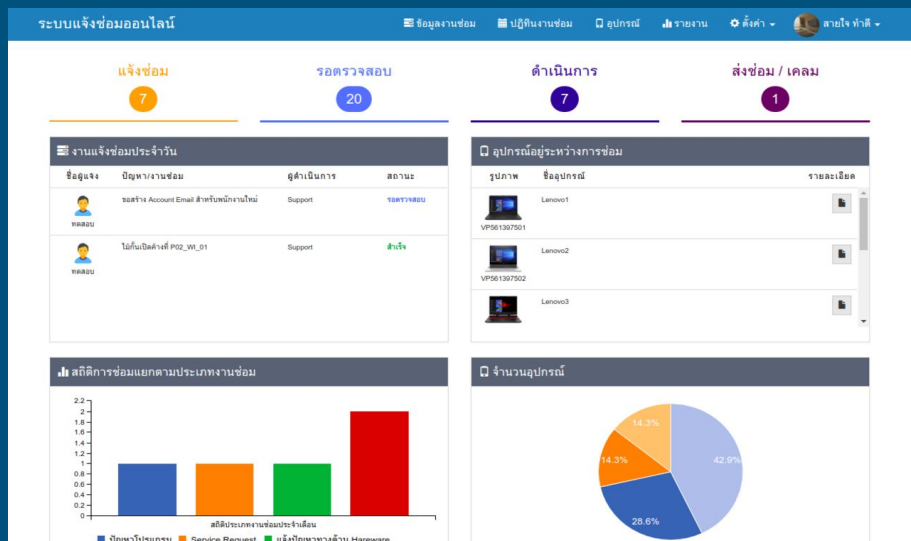 ระบบแจ้งซ่อมออนไลน์
ข้อมูลงานซ่อม ปฏิทินงานซ่อม อุปกรณ์ รายงาน ตั้งค่า สายใจ ทำดี
แจ้งซ่อม รอตรวจสอบ ดำเนินการ ส่งซ่อม / เคลม
7 20 7 1
งานแจ้งซ่อมประจำวัน
ชื่อผู้แจ้ง ปัญหา/งานซ่อม ผู้ดำเนินการ สถานะ
ขอสร้าง Account Email สำหรับพนักงานใหม่ Support รอตรวจสอบ
ทดสอบ
ไม้กั้นเปิดค้างที่ P02_WI_01 Support สำเร็จ
ทดสอบ
อุปกรณ์อยู่ระหว่างการซ่อม
รูปภาพ ชื่ออุปกรณ์ รายละเอียด
Lenovo1
VP561397501
Lenovo2
VP561397502
Lenovo3
สถิติการซ่อมแยกตามประเภทงานซ่อม
2.2
2
1.8
1.6
1.4
1.2
1
0.8
0.6
0.4
0.2
0
สถิติประเภทงานซ่อมประจำเดือน
ปัญหาโปรแกรม Service Request แจ้งปัญหาทางด้าน Hareware
จำนวนอุปกรณ์
14.3%
14.3% 42.9%
28.6%